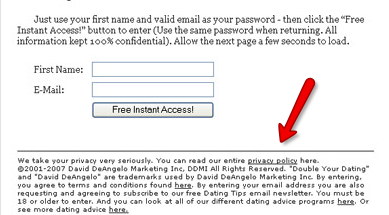 Just use your first name and valid email as your password - then click the “Free
Instant Access!” button to enter (Use the same password when returning. All
information kept 100% confidential). Allow the next page a few seconds to load.
First Name:
E-Mail:
Free Instant Access!
We take your privacy very seriously. You can read our entire privacy policy here.
©2001-2007 David DeAngelo Marketing Inc, DDMI All Rights Reserved. "Double Your Dating"
and "David DeAngelo" are trademarks used by David DeAngelo Marketing Inc. By entering,
you agree to terms and conditions found here. By entering your email address you are also
requesting and agreeing to subscribe to our free Dating Tips email newsletter. You must be
18 or older to enter. And you can look at all of our different dating advice programs here. Or
see more dating advice here.